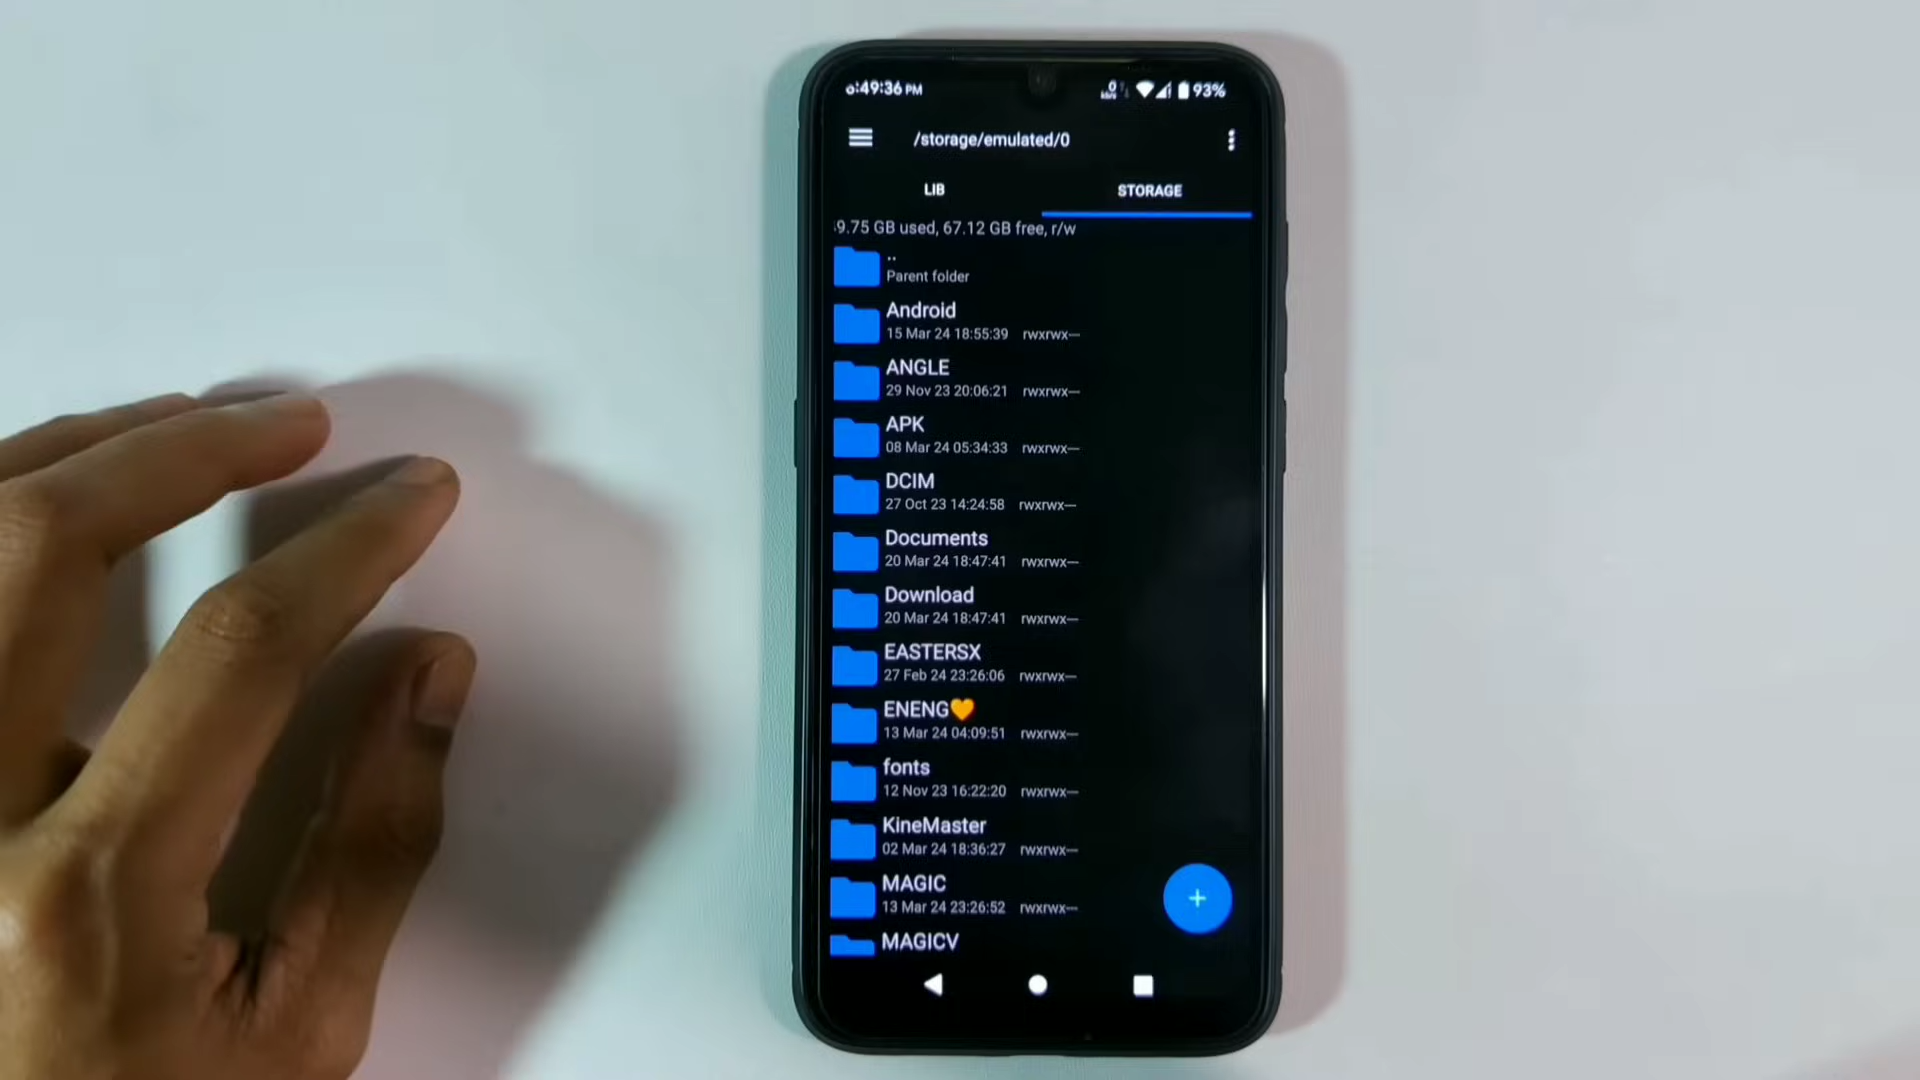 :49:36 PM
0
93%
/storage/emulated/0
LIB
STORAGE
9.75 GB used, 67.12 GB free, r/w
..
Parent folder
Android
15 Mar 24 18:55:39 rwxrwx---
ANGLE
29 Nov 23 20:06:21 rwxrwx---
APK
08 Mar 24 05:34:33 rwxrwx---
DCIM
27 Oct 23 14:24:58 rwxrwx---
Documents
20 Mar 24 18:47:41 rwxrwx---
Download
20 Mar 24 18:47:41 rwxrwx---
EASTERSX
27 Feb 24 23:26:06 rwxrwx---
ENENG🧡
13 Mar 24 04:09:51 rwxrwx---
fonts
12 Nov 23 16:22:20 rwxrwx---
KineMaster
02 Mar 24 18:36:27 rwxrwx---
MAGIC
13 Mar 24 23:26:52 rwxrwx---
MAGICV